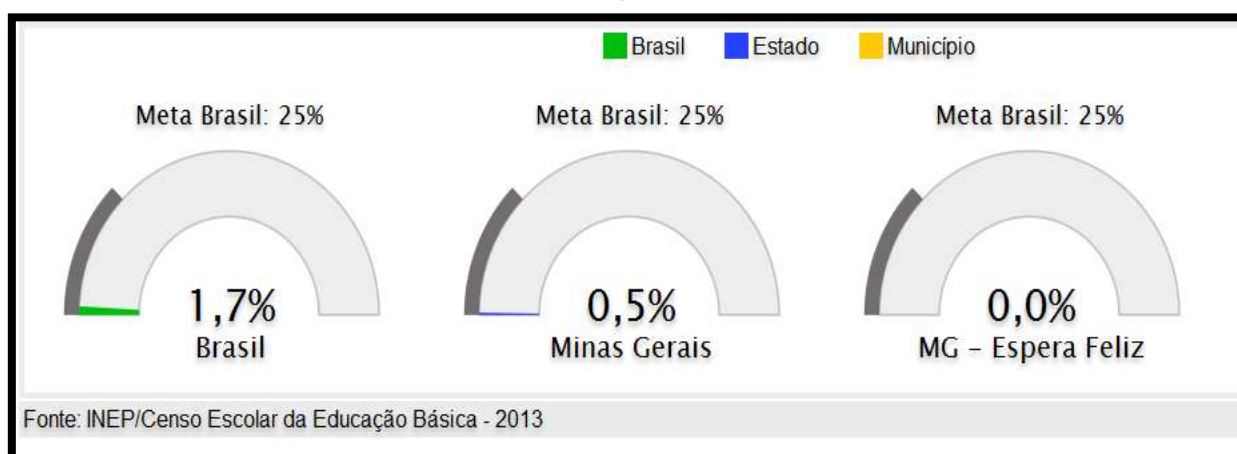 Brasil Estado Município
Meta Brasil: 25% Meta Brasil: 25% Meta Brasil: 25%
1,7% 0,5% 0,0%
Brasil Minas Gerais MG – Espera Feliz
Fonte: INEP/Censo Escolar da Educação Básica - 2013